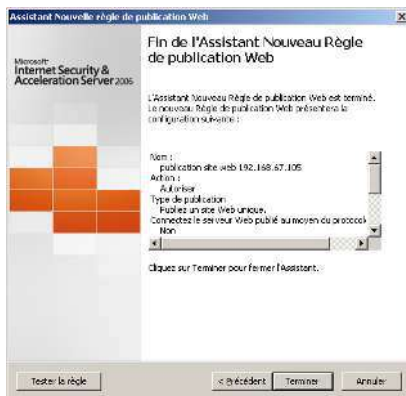 Assistant Nouvelle règle de publication Web
Microsoft
Internet Security &
Acceleration Server 2006
Fin de l'Assistant Nouveau Règle
de publication Web
L'Assistant Nouveau Règle de publication Web est terminé.
Le nouveau Règle de publication Web présentera la
configuration suivante :
Nom :
publication site web 192.168.67.105
Action :
Autoriser
Type de publication
Publiez un site Web unique.
Connectez le serveur Web publié au moyen du protocol
Non
Cliquez sur Terminer pour fermer l'Assistant.
Tester la règle
< Précédent
Terminer
Annuler